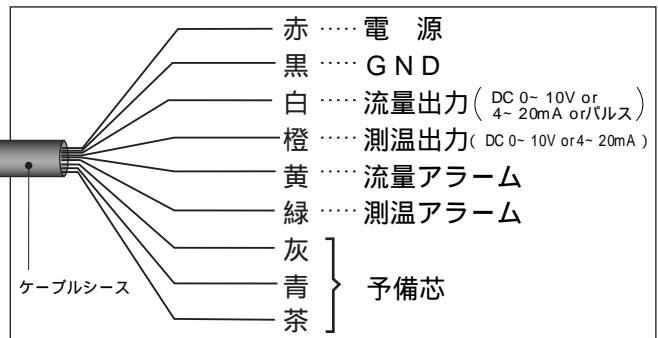 赤 ····· 電 源
黒 ····· GND
白 ····· 流量出力( DC 0~ 10V or
4~ 20mA orパルス )
橙 ····· 測温出力( DC 0~ 10V or 4~ 20mA )
黄 ····· 流量アラーム
緑 ····· 測温アラーム
灰
青
茶
予備芯
ケーブルシース